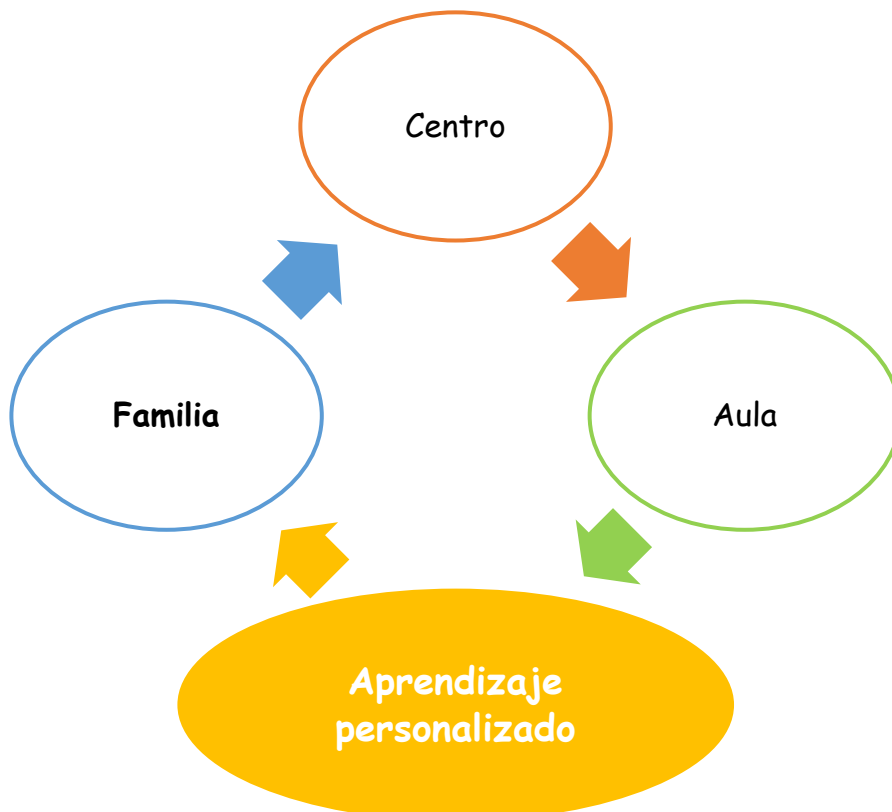 Centro
Familia
Aula
Aprendizaje
personalizado